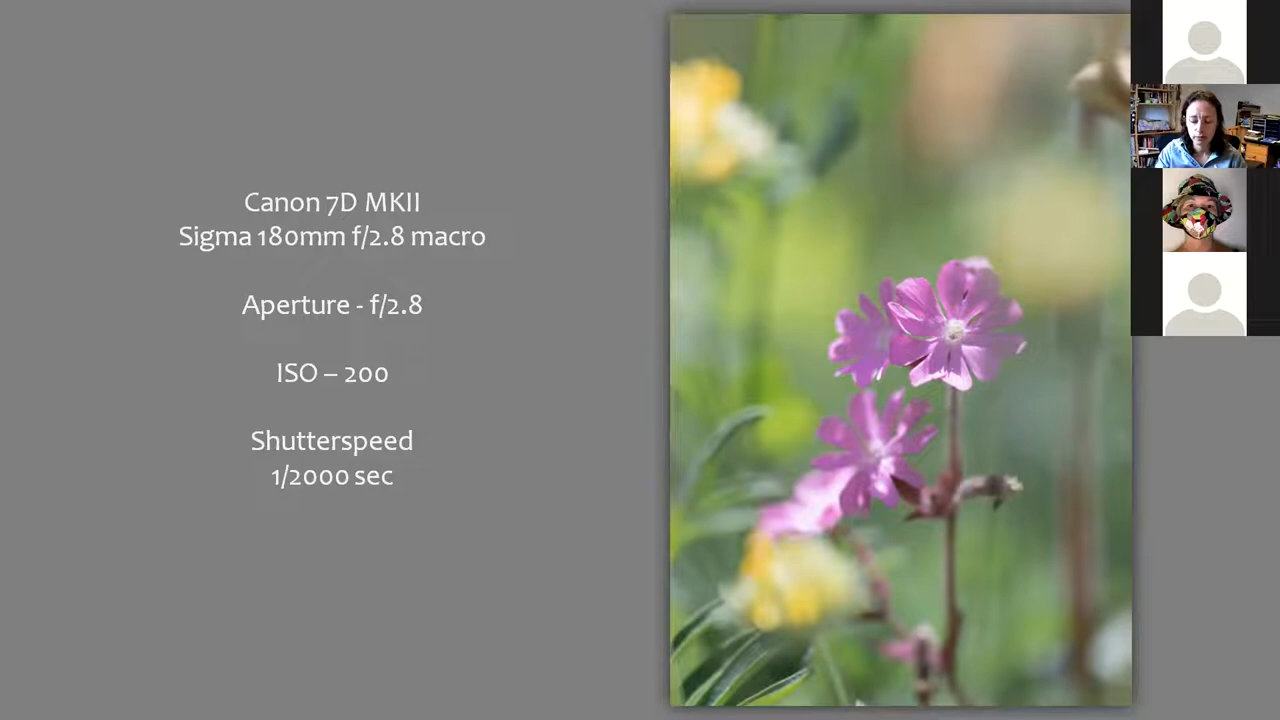 Canon 7D MKII
Sigma 180mm f/2.8 macro
Aperture - f/2.8
ISO – 200
Shutterspeed
1/2000 sec